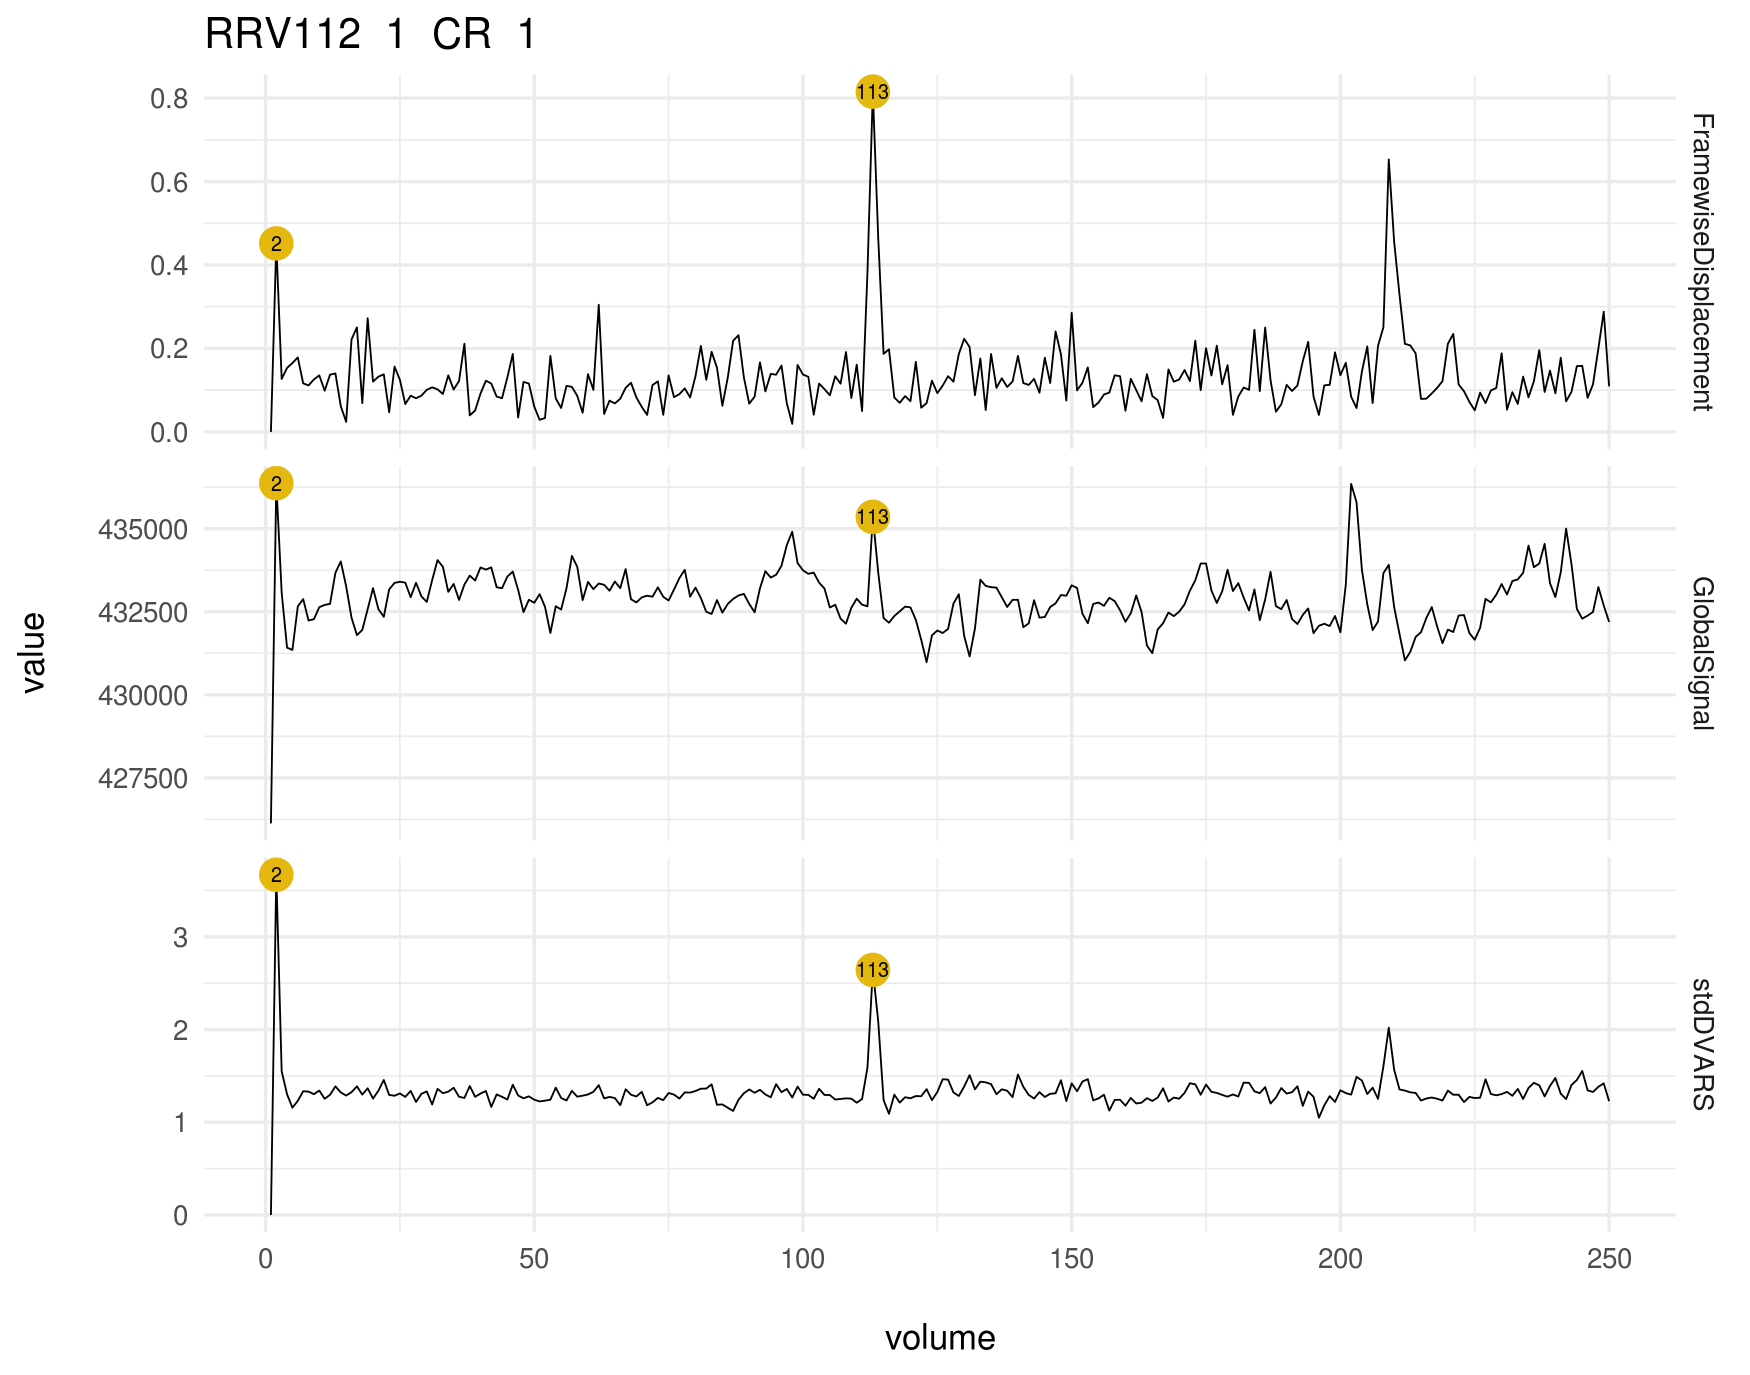 RRV112 1 CR 1
113
0.8
0.6
2
0.4
0.2
0.0
FramewiseDisplacement
2
113
435000
432500
430000
427500
GlobalSignal
value
2
113
3
2
1
0
stdDVARS
0 50 100 150 200 250
volume